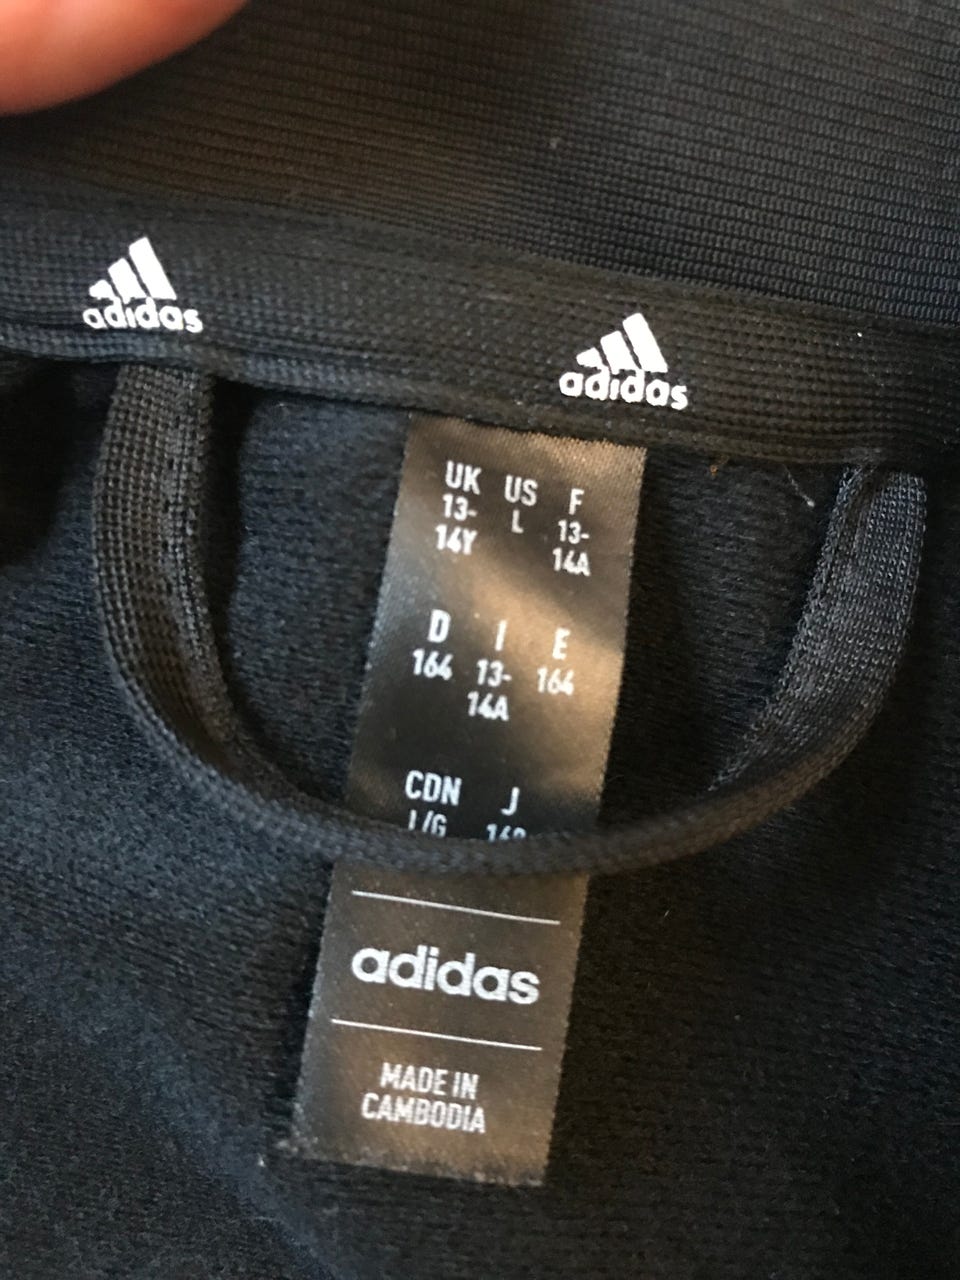 adidas
adidas
UK US F
13- L 13-
14Y 14A
D I E
164 13- 164
14A
CDN J
L/G
adidas
MADE IN
CAMBODIA